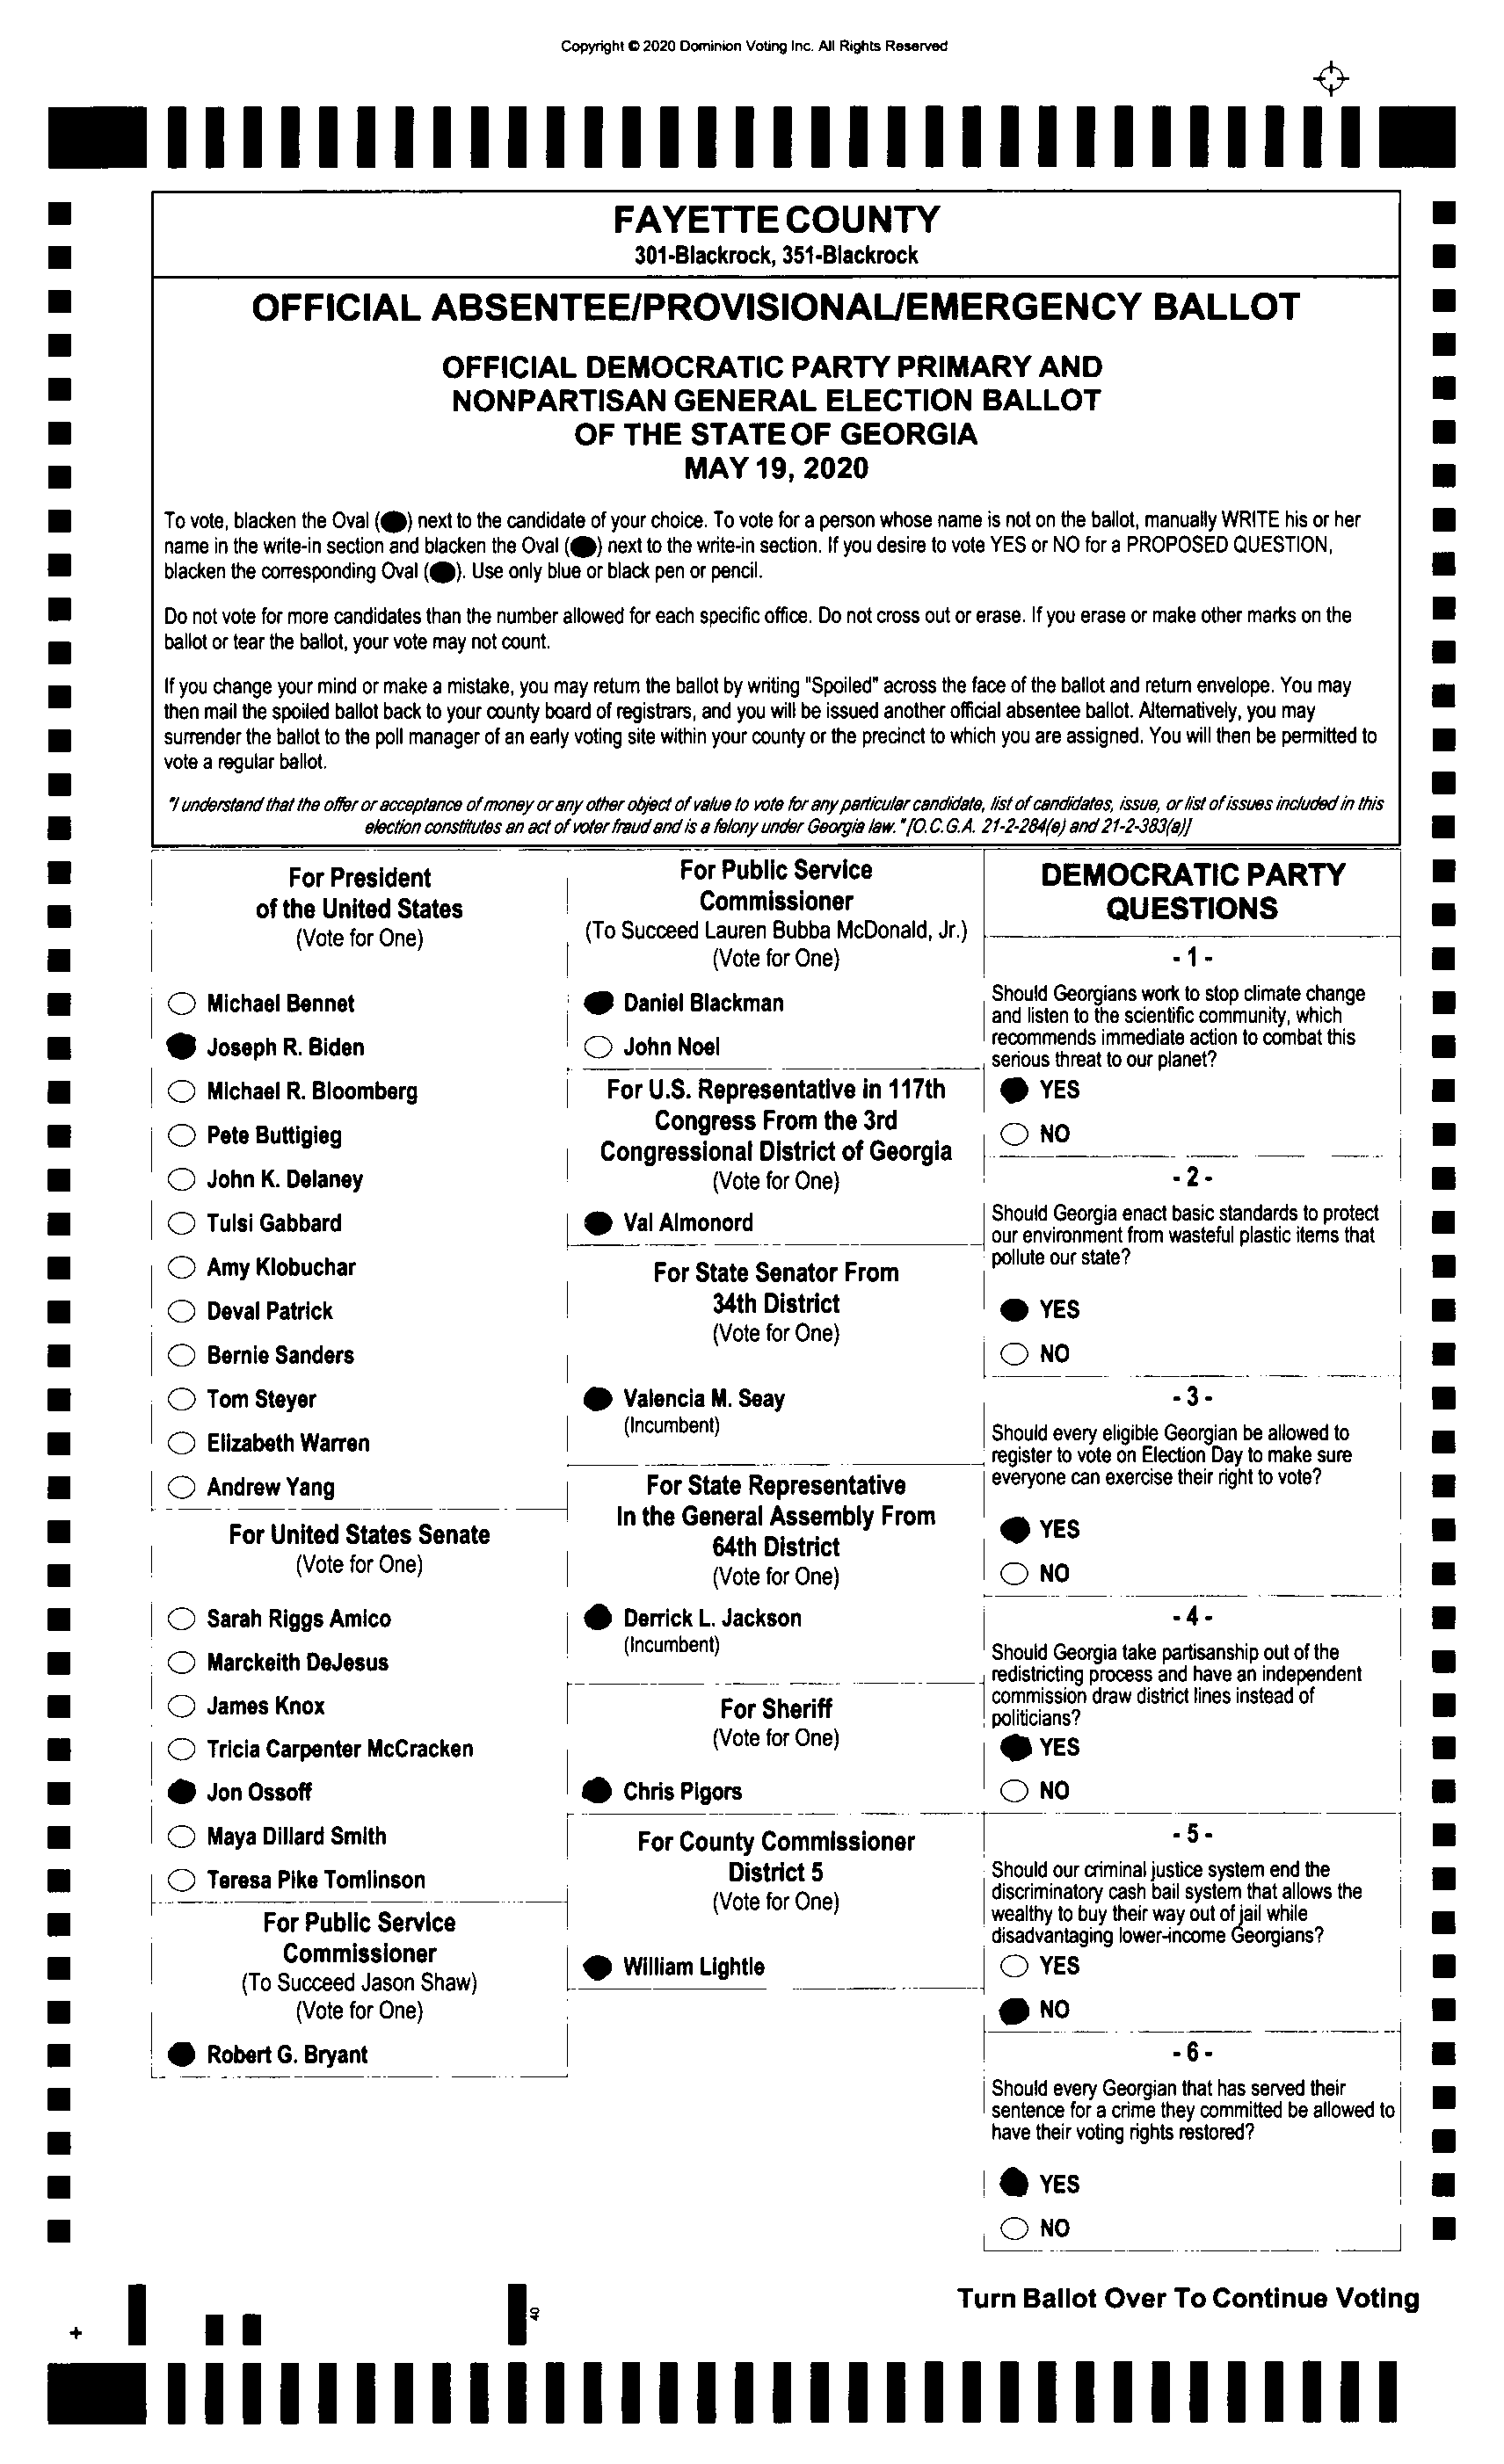 Copyright © 2020 Dominion Voting Inc. All Rights Reserved
FAYETTE COUNTY
301-Blackrock, 351-Blackrock
OFFICIAL ABSENTEE/PROVISIONAL/EMERGENCY BALLOT
OFFICIAL DEMOCRATIC PARTY PRIMARY AND
NONPARTISAN GENERAL ELECTION BALLOT
OF THE STATE OF GEORGIA
MAY 19, 2020
To vote, blacken the Oval ( ) next to the candidate of your choice. To vote for a person whose name is not on the ballot, manually WRITE his or her
name in the write-in section and blacken the Oval ( ) next to the write-in section. If you desire to vote YES or NO for a PROPOSED QUESTION,
blacken the corresponding Oval ( ). Use only blue or black pen or pencil.
Do not vote for more candidates than the number allowed for each specific office. Do not cross out or erase. If you erase or make other marks on the
ballot or tear the ballot, your vote may not count.
If you change your mind or make a mistake, you may return the ballot by writing "Spoiled" across the face of the ballot and return envelope. You may
then mail the spoiled ballot back to your county board of registrars, and you will be issued another official absentee ballot. Alternatively, you may
surrender the ballot to the poll manager of an early voting site within your county or the precinct to which you are assigned. You will then be permitted to
vote a regular ballot.
"I understand that the offer or acceptance of money or any other object of value to vote for any particular candidate, list of candidates, issue, or list of issues included in this
election constitutes an act of voter fraud and is a felony under Georgia law." [O.C.G.A. 21-2-284(e) and 21-2-383(a)]
For President
of the United States
(Vote for One)
Michael Bennet
Joseph R. Biden
Michael R. Bloomberg
Pete Buttigieg
John K. Delaney
Tulsi Gabbard
Amy Klobuchar
Deval Patrick
Bernie Sanders
Tom Steyer
Elizabeth Warren
Andrew Yang
For United States Senate
(Vote for One)
Sarah Riggs Amico
Marckeith DeJesus
James Knox
Tricia Carpenter McCracken
Jon Ossoff
Maya Dillard Smith
Teresa Pike Tomlinson
For Public Service
Commissioner
(To Succeed Jason Shaw)
(Vote for One)
Robert G. Bryant
For Public Service
Commissioner
(To Succeed Lauren Bubba McDonald, Jr.)
(Vote for One)
Daniel Blackman
John Noel
For U.S. Representative in 117th
Congress From the 3rd
Congressional District of Georgia
(Vote for One)
Val Almonord
For State Senator From
34th District
(Vote for One)
Valencia M. Seay
(Incumbent)
For State Representative
In the General Assembly From
64th District
(Vote for One)
Derrick L. Jackson
(Incumbent)
For Sheriff
(Vote for One)
Chris Pigors
For County Commissioner
District 5
(Vote for One)
William Lightle
DEMOCRATIC PARTY
QUESTIONS
- 1 -
Should Georgians work to stop climate change
and listen to the scientific community, which
recommends immediate action to combat this
serious threat to our planet?
YES
NO
- 2 -
Should Georgia enact basic standards to protect
our environment from wasteful plastic items that
pollute our state?
YES
NO
- 3 -
Should every eligible Georgian be allowed to
register to vote on Election Day to make sure
everyone can exercise their right to vote?
YES
NO
- 4 -
Should Georgia take partisanship out of the
redistricting process and have an independent
commission draw district lines instead of
politicians?
YES
NO
- 5 -
Should our criminal justice system end the
discriminatory cash bail system that allows the
wealthy to buy their way out of jail while
disadvantaging lower-income Georgians?
YES
NO
- 6 -
Should every Georgian that has served their
sentence for a crime they committed be allowed to
have their voting rights restored?
YES
NO
Turn Ballot Over To Continue Voting
40